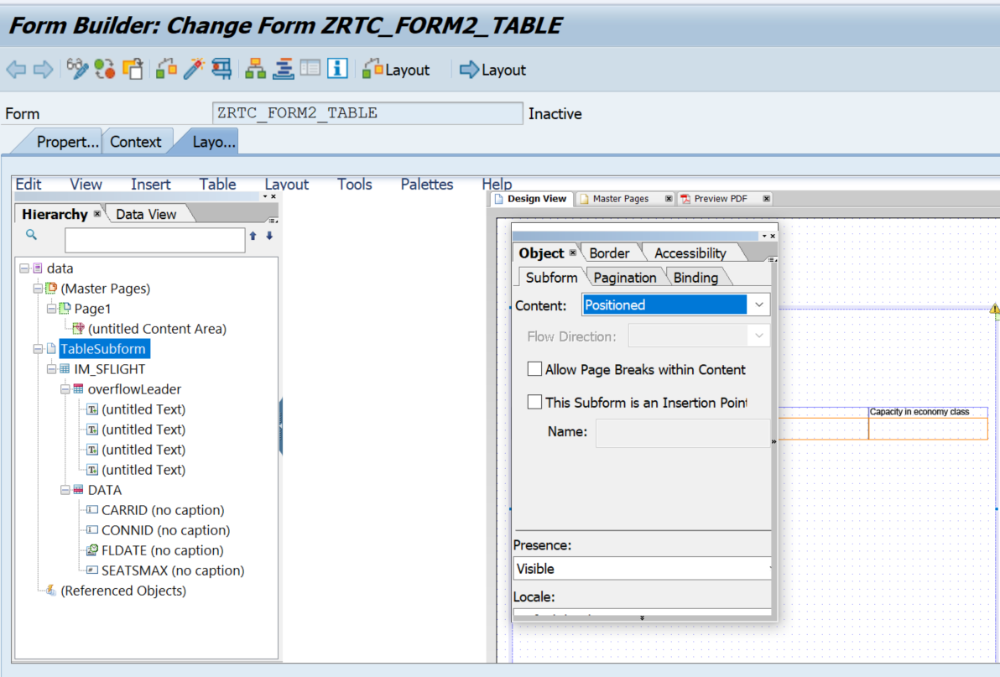 Form Builder: Change Form ZRTC_FORM2_TABLE
Layout Layout
Form ZRTC_FORM2_TABLE Inactive
Propert... Context Layo...
Edit View Insert Table Layout Tools Palettes Help
Hierarchy Data View
data
(Master Pages)
Page1
(untitled Content Area)
TableSubform
IM_SFLIGHT
overflowLeader
(untitled Text)
(untitled Text)
(untitled Text)
(untitled Text)
DATA
CARRID (no caption)
CONNID (no caption)
FLDATE (no caption)
SEATSMAX (no caption)
(Referenced Objects)
Design View Master Pages Preview PDF
Object Border Accessibility
Subform Pagination Binding
Content: Positioned
Flow Direction:
Allow Page Breaks within Content
This Subform is an Insertion Point
Name:
Presence:
Visible
Locale:
Capacity in economy class